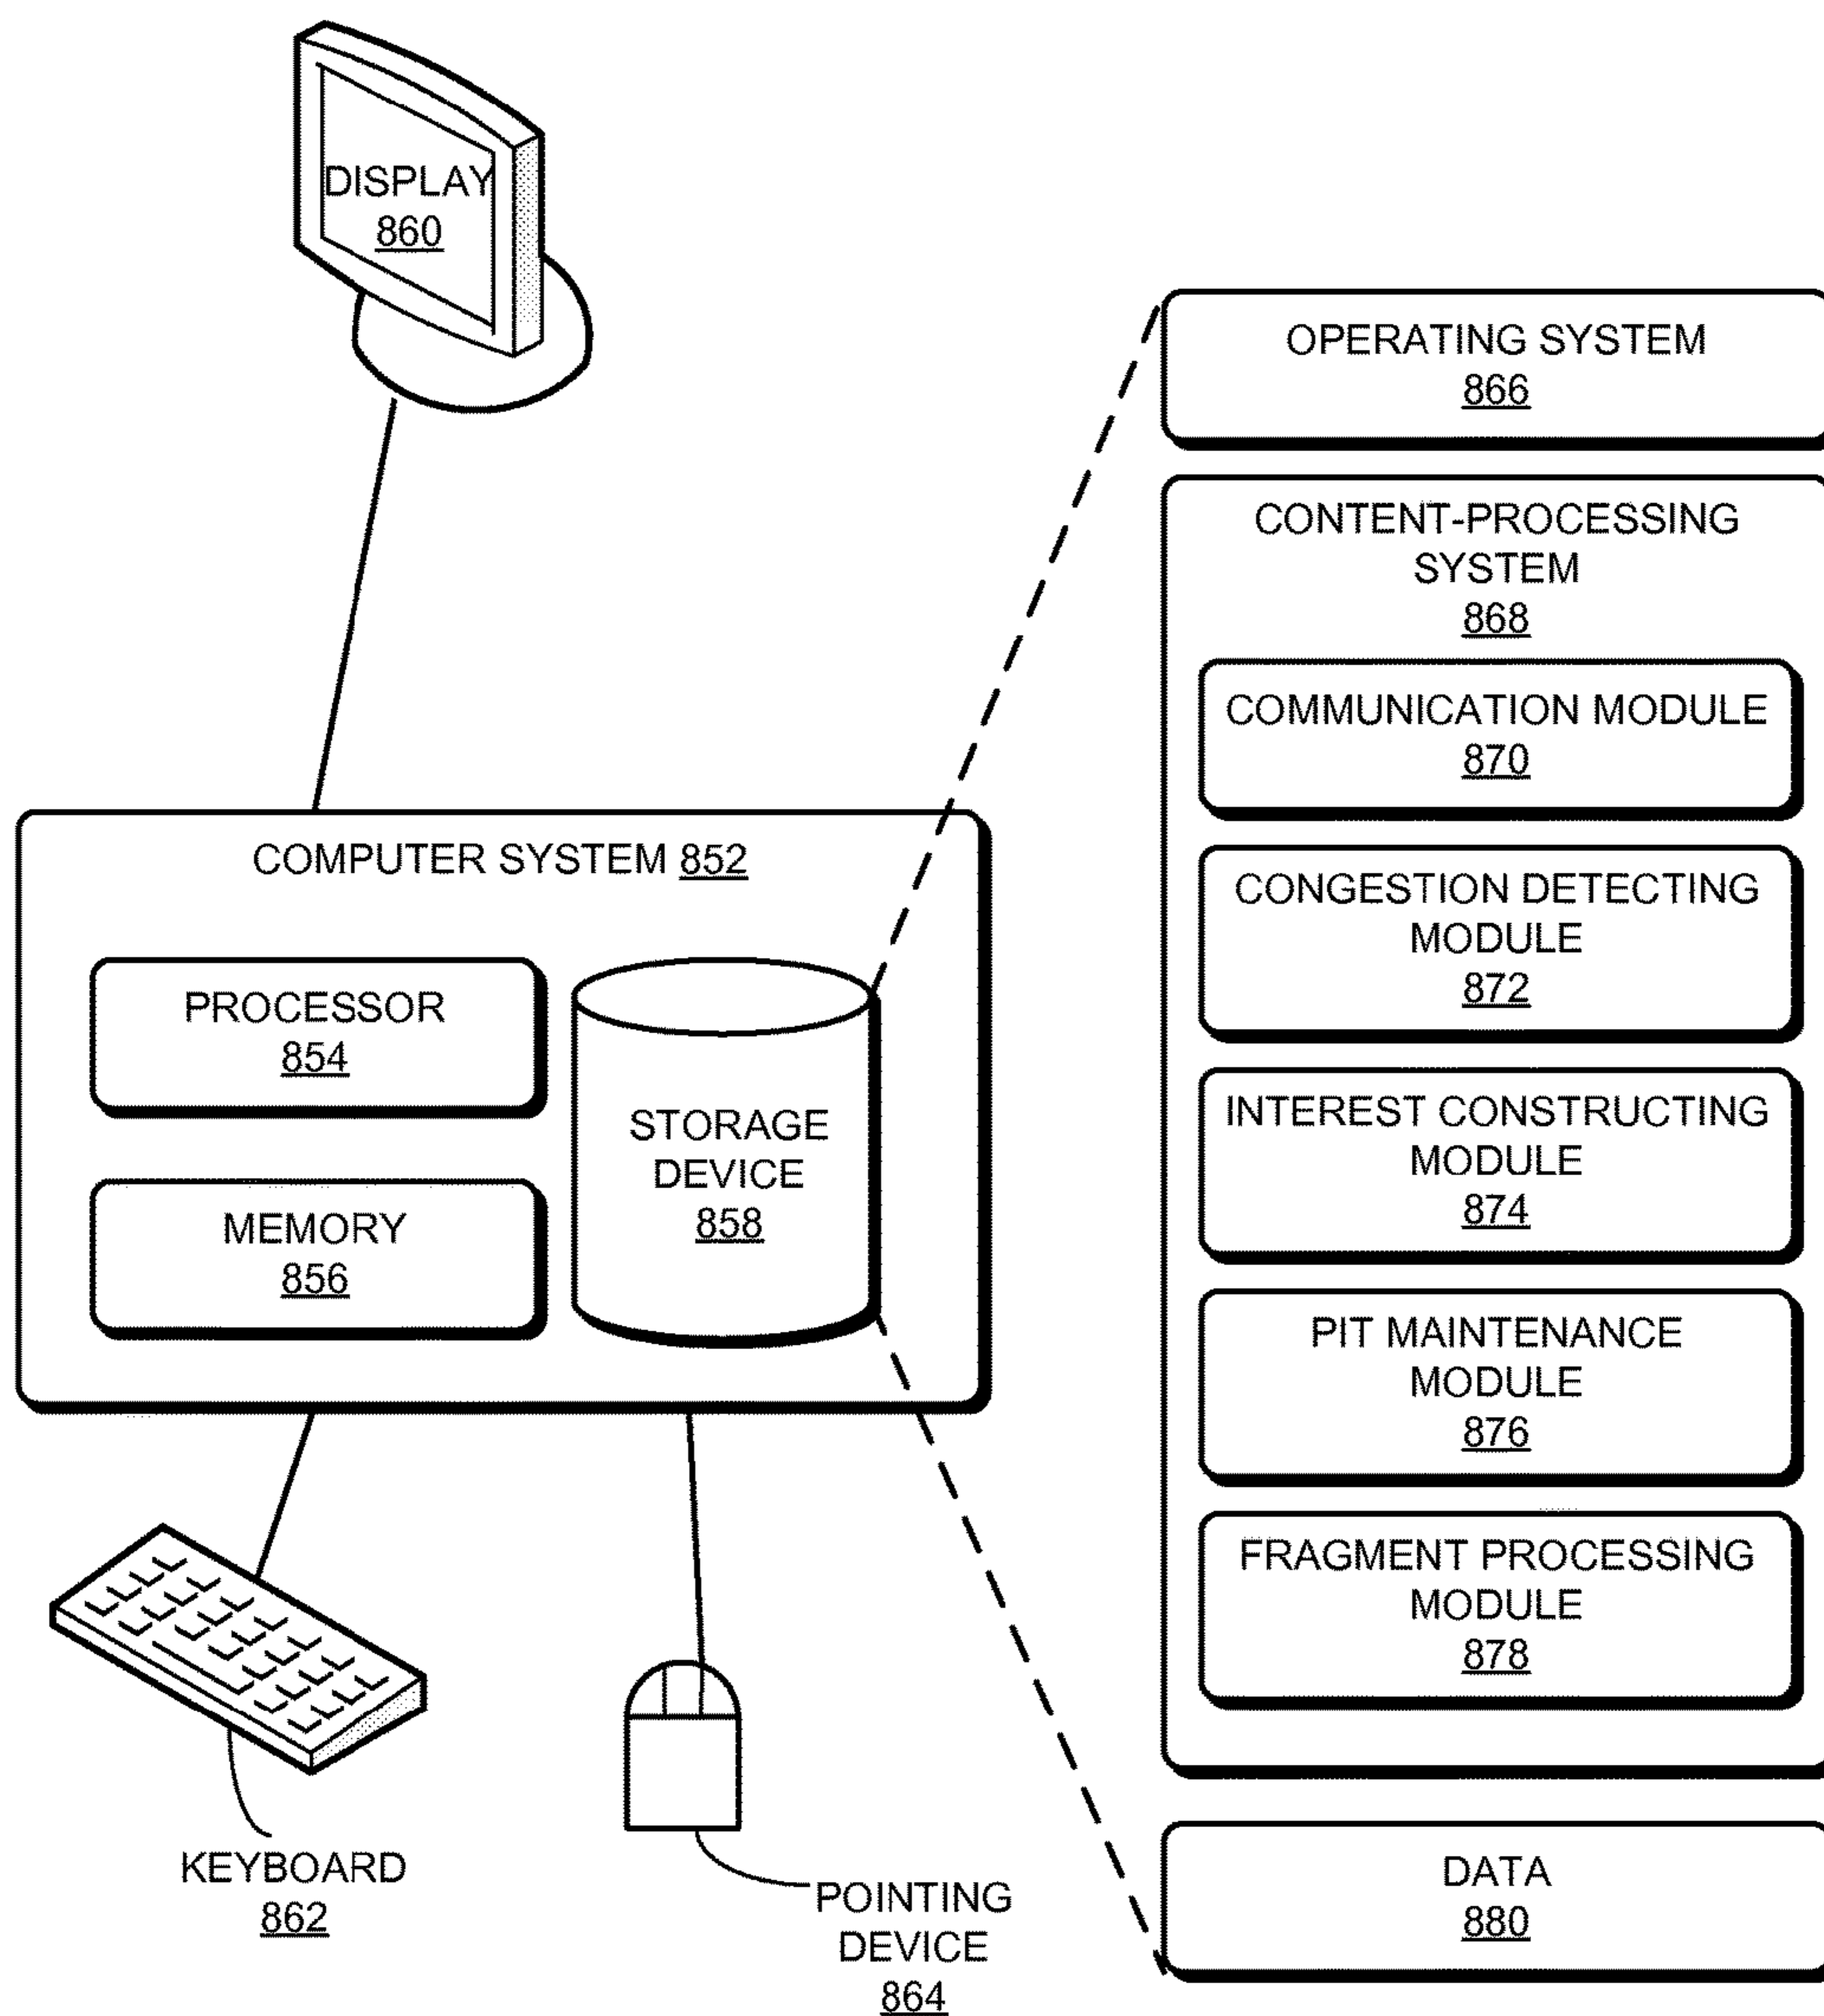 DISPLAY
860
COMPUTER SYSTEM 852
PROCESSOR
854
MEMORY
856
STORAGE
DEVICE
858
KEYBOARD
862
POINTING
DEVICE
864
OPERATING SYSTEM
866
CONTENT-PROCESSING
SYSTEM
868
COMMUNICATION MODULE
870
CONGESTION DETECTING
MODULE
872
INTEREST CONSTRUCTING
MODULE
874
PIT MAINTENANCE
MODULE
876
FRAGMENT PROCESSING
MODULE
878
DATA
880